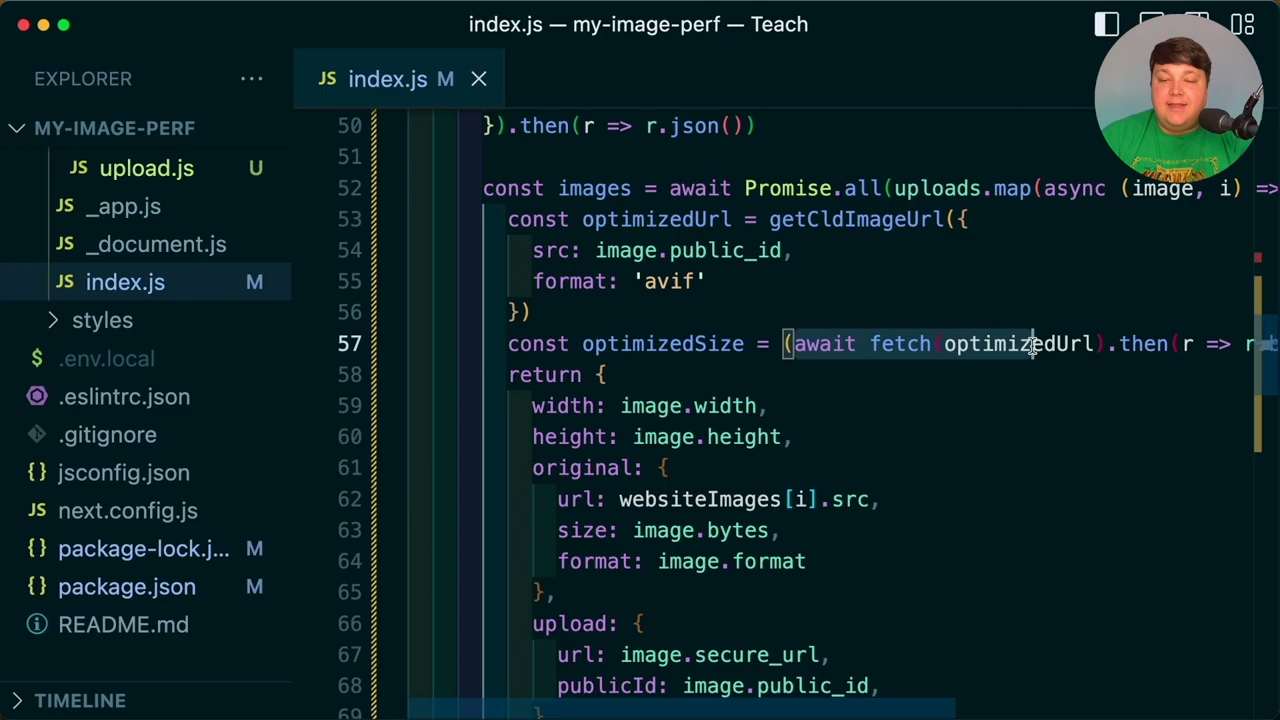 index.js — my-image-perf — Teach
EXPLORER ...
JS index.js M
MY-IMAGE-PERF
JS upload.js U
JS _app.js
JS _document.js
JS index.js M
styles
$ .env.local
.eslintrc.json
.gitignore
{} jsconfig.json
JS next.config.js
{} package-lock.j... M
{} package.json M
README.md
TIMELINE
50 }).then(r => r.json())
51
52 const images = await Promise.all(uploads.map(async (image, i) =>
53 const optimizedUrl = getCldImageUrl({
54 src: image.public_id,
55 format: 'avif'
56 })
57 const optimizedSize = (await fetch(optimizedUrl).then(r => r
58 return {
59 width: image.width,
60 height: image.height,
61 original: {
62 url: websiteImages[i].src,
63 size: image.bytes,
64 format: image.format
65 },
66 upload: {
67 url: image.secure_url,
68 publicId: image.public_id,
69 }